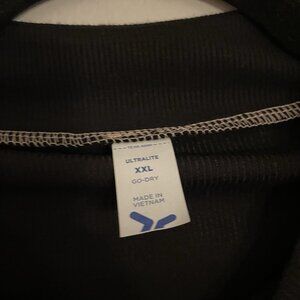 ULTRALITE
XXL
GO-DRY
MADE IN
VIETNAM